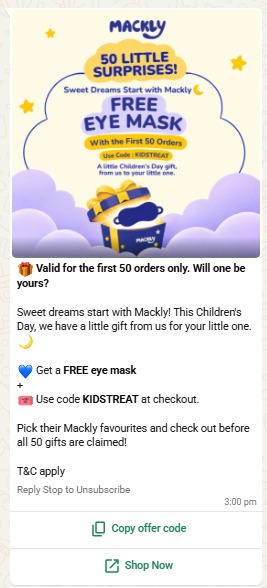 MACKLY
50 LITTLE
SURPRISES!
Sweet Dreams Start with Mackly🌙
FREE
EYE MASK
With the First 50 Orders
Use Code : KIDSTREAT
A little Children's Day gift,
from us to your little one.
MACKLY
🎁 Valid for the first 50 orders only. Will one be
yours?
Sweet dreams start with Mackly! This Children's
Day, we have a little gift from us for your little one.
🌙
💙 Get a FREE eye mask
+
🎟️ Use code KIDSTREAT at checkout.
Pick their Mackly favourites and check out before
all 50 gifts are claimed!
T&C apply
Reply Stop to Unsubscribe
3:00 pm
Copy offer code
Shop Now